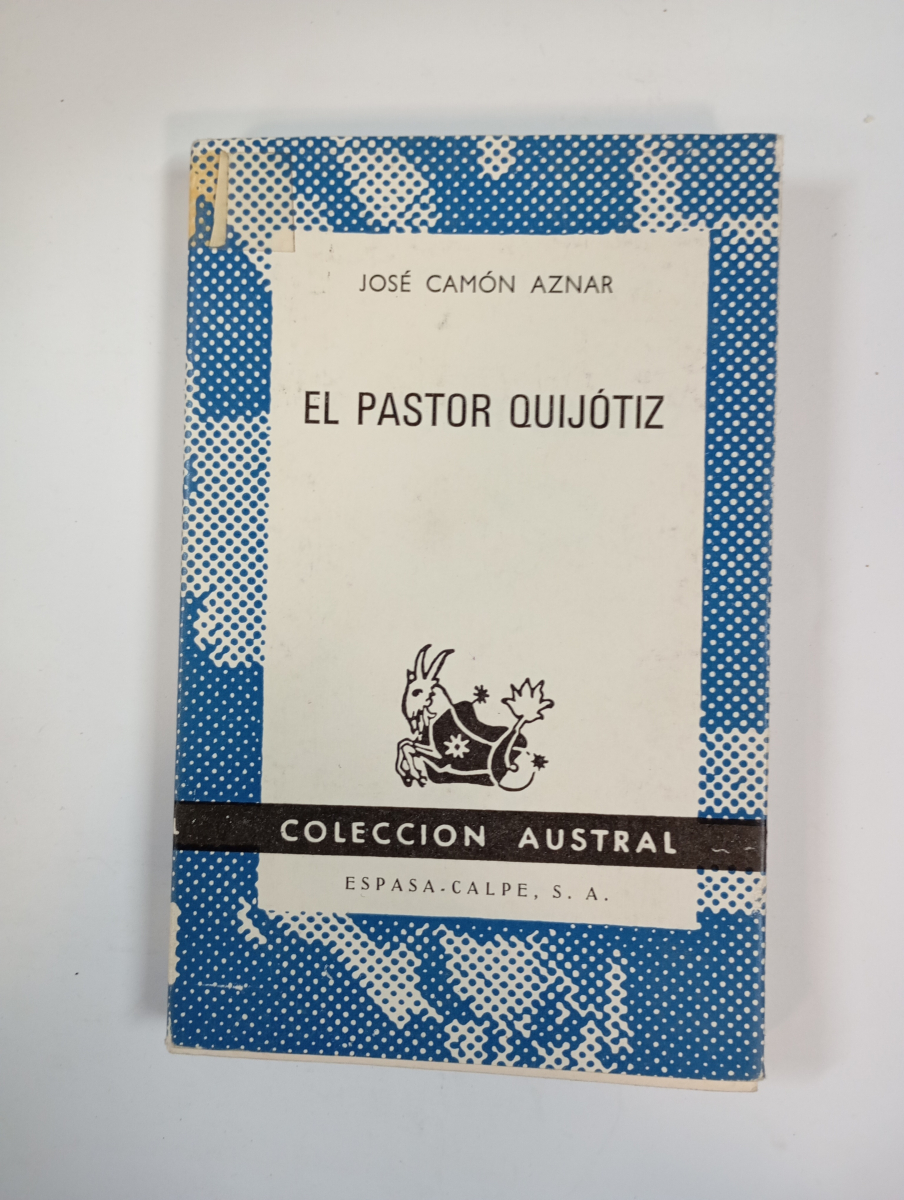 JOSÉ CAMÓN AZNAR
EL PASTOR QUIJÓTIZ
COLECCION AUSTRAL
ESPASA-CALPE, S. A.